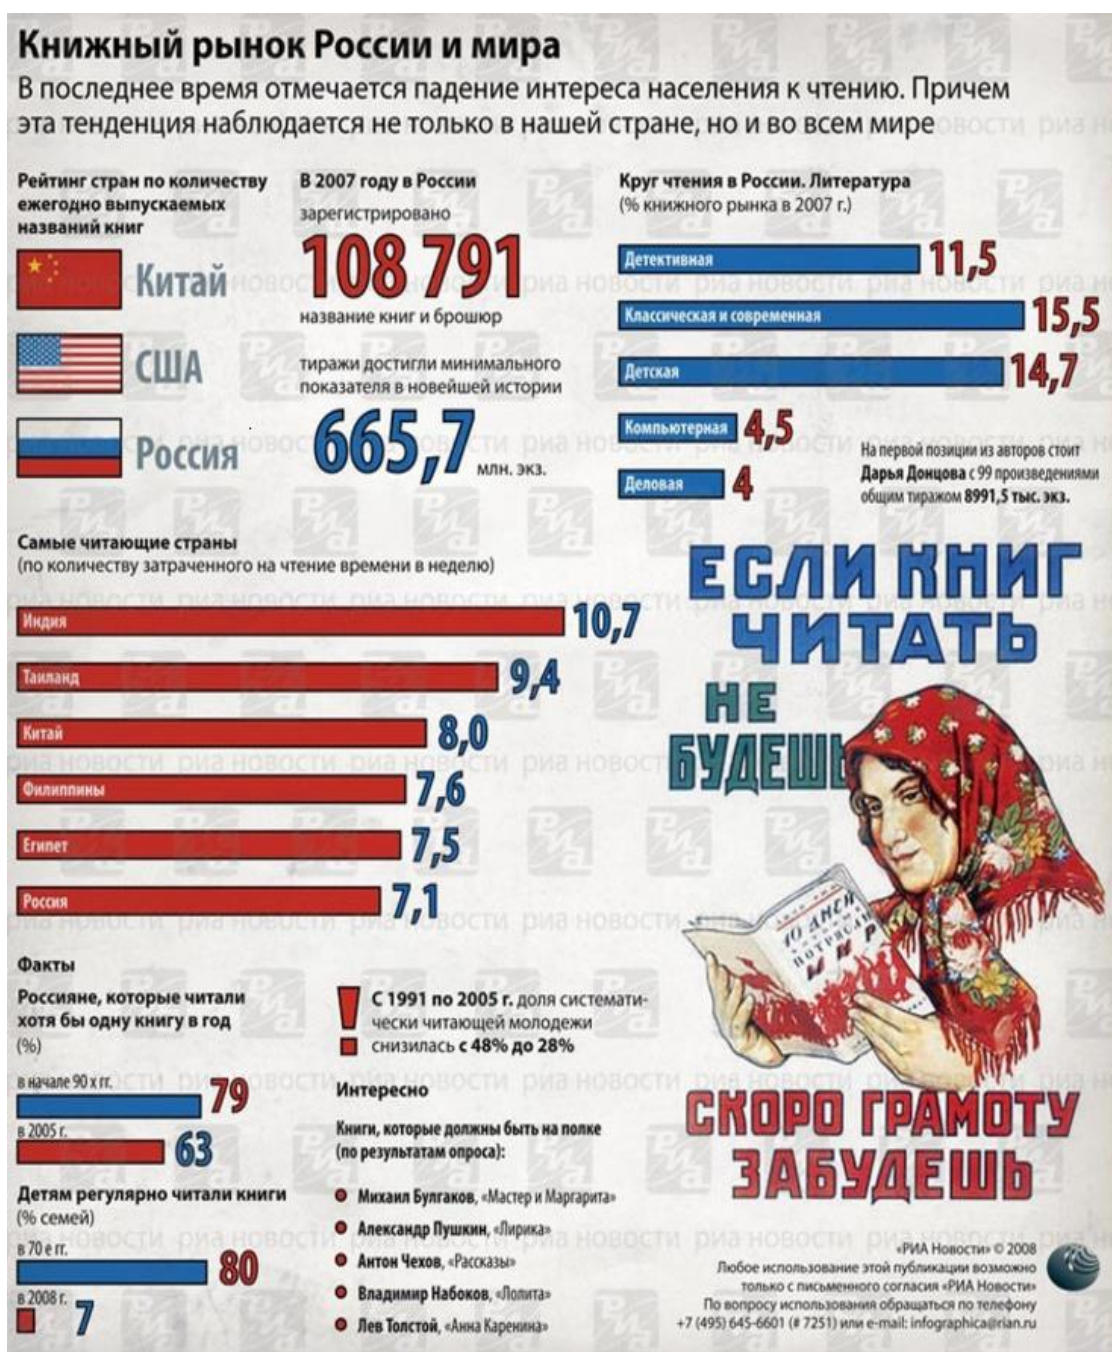 Книжный рынок России и мира
В последнее время отмечается падение интереса населения к чтению. Причем
эта тенденция наблюдается не только в нашей стране, но и во всем мире
Рейтинг стран по количеству
ежегодно выпускаемых
названий книг
Китай
США
Россия
В 2007 году в России
зарегистрировано
108 791
название книг и брошюр
тиражи достигли минимального
показателя в новейшей истории
665,7 млн. экз.
Круг чтения в России. Литература
(% книжного рынка в 2007 г.)
Детективная 11,5
Классическая и современная 15,5
Детская 14,7
Компьютерная 4,5
Деловая 4
На первой позиции из авторов стоит
Дарья Донцова с 99 произведениями
общим тиражом 8991,5 тыс. экз.
Самые читающие страны
(по количеству затраченного на чтение времени в неделю)
Индия 10,7
Таиланд 9,4
Китай 8,0
Филиппины 7,6
Египет 7,5
Россия 7,1
ЕСЛИ КНИГ
ЧИТАТЬ
НЕ
БУДЕШЬ
10 ДНЕЙ
ПОТРЯСЛИ
МИР
СКОРО ГРАМОТУ
ЗАБУДЕШЬ
Факты
Россияне, которые читали
хотя бы одну книгу в год
(%)
в начале 90 х гг.
79
в 2005 г.
63
Детям регулярно читали книги
(% семей)
в 70 е гг.
80
в 2008 г.
7
! С 1991 по 2005 г. доля системати-
чески читающей молодежи
снизилась с 48% до 28%
Интересно
Книги, которые должны быть на полке
(по результатам опроса):
Михаил Булгаков, «Мастер и Маргарита»
Александр Пушкин, «Лирика»
Антон Чехов, «Рассказы»
Владимир Набоков, «Лолита»
Лев Толстой, «Анна Каренина»
«РИА Новости» © 2008
Любое использование этой публикации возможно
только с письменного согласия «РИА Новости»
По вопросу использования обращаться по телефону
+7 (495) 645-6601 (# 7251) или e-mail: infographica@rian.ru